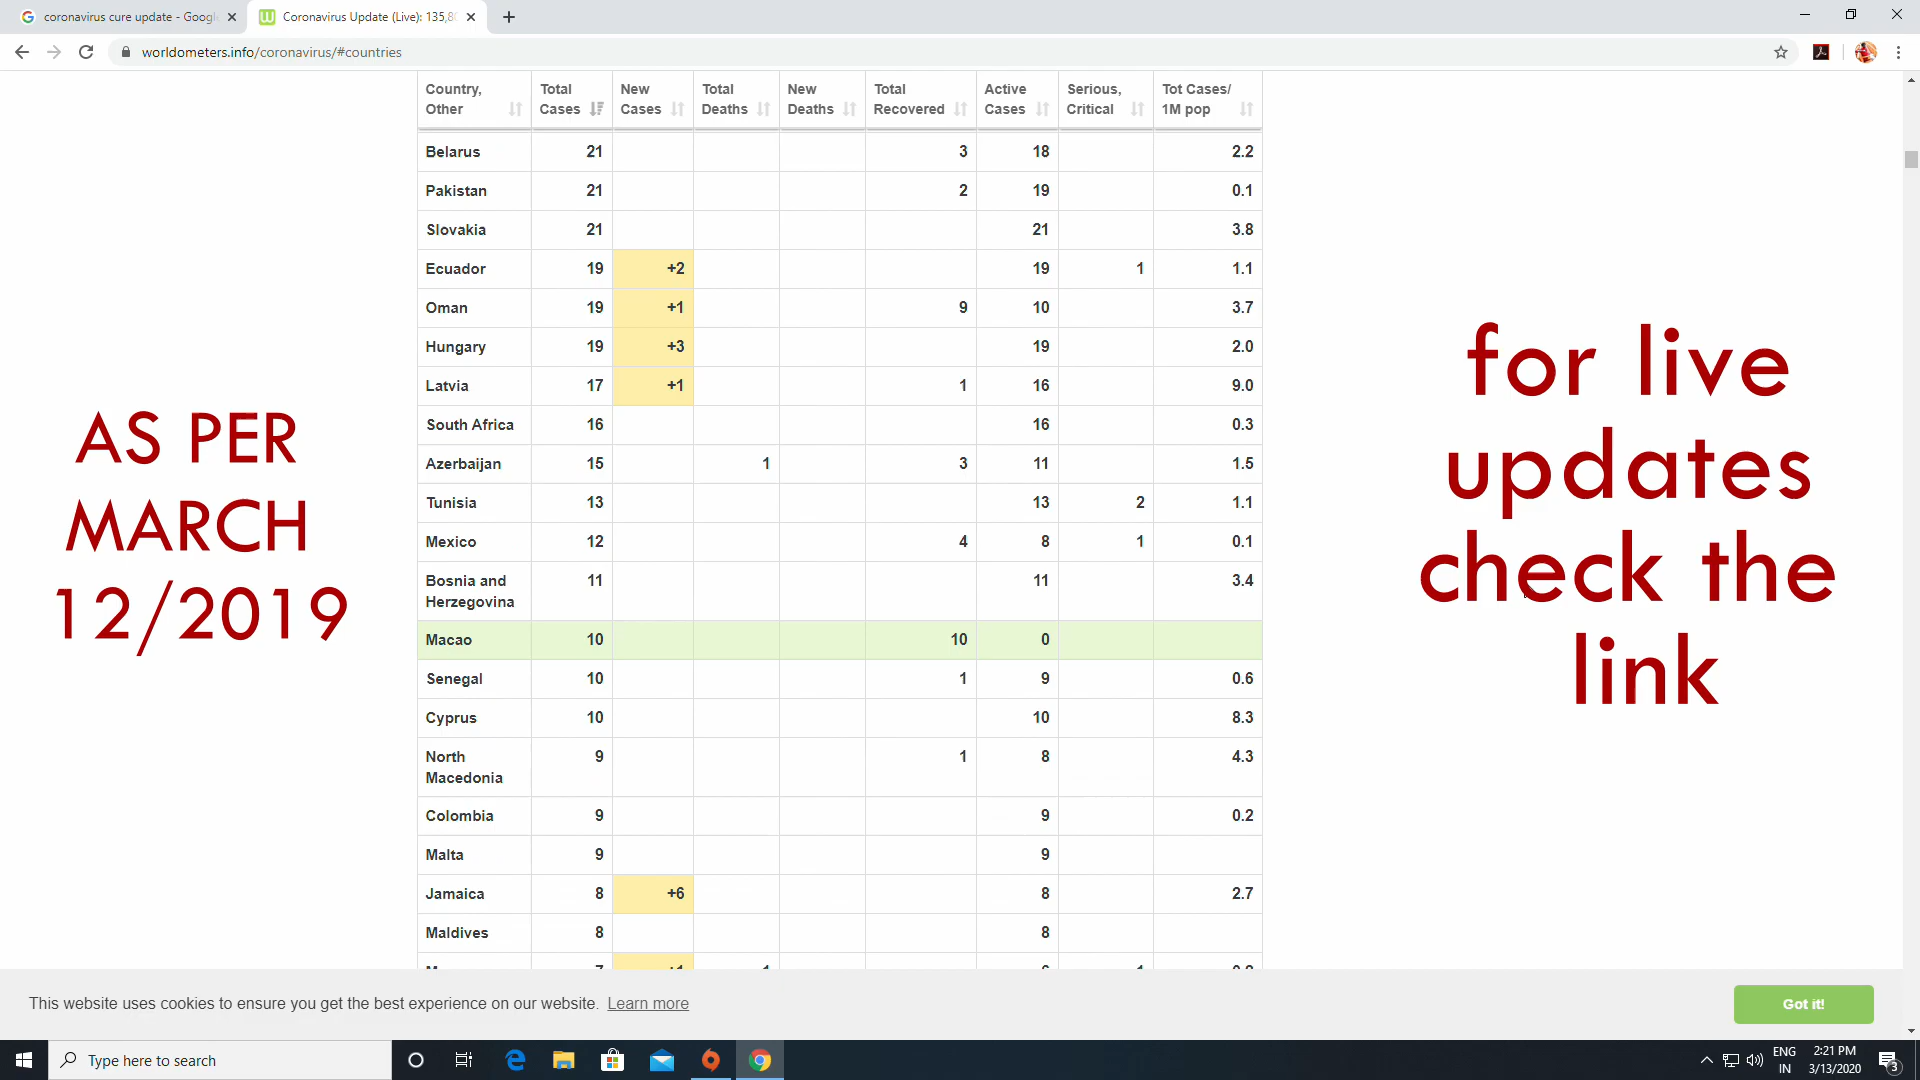 coronavirus cure update - Googl
Coronavirus Update (Live): 135,80
worldometers.info/coronavirus/#countries
Country, Other Total Cases New Cases Total Deaths New Deaths Total Recovered Active Cases Serious, Critical Tot Cases/ 1M pop
Belarus 21 3 18 2.2
Pakistan 21 2 19 0.1
Slovakia 21 21 3.8
Ecuador 19 +2 19 1 1.1
Oman 19 +1 9 10 3.7
Hungary 19 +3 19 2.0
Latvia 17 +1 1 16 9.0
South Africa 16 16 0.3
Azerbaijan 15 1 3 11 1.5
Tunisia 13 13 2 1.1
Mexico 12 4 8 1 0.1
Bosnia and Herzegovina 11 11 3.4
Macao 10 10 0
Senegal 10 1 9 0.6
Cyprus 10 10 8.3
North Macedonia 9 1 8 4.3
Colombia 9 9 0.2
Malta 9 9
Jamaica 8 +6 8 2.7
Maldives 8 8
AS PER
MARCH
12/2019
for live
updates
check the
link
This website uses cookies to ensure you get the best experience on our website. Learn more
Got it!
Type here to search
ENG
IN
2:21 PM
3/13/2020
3